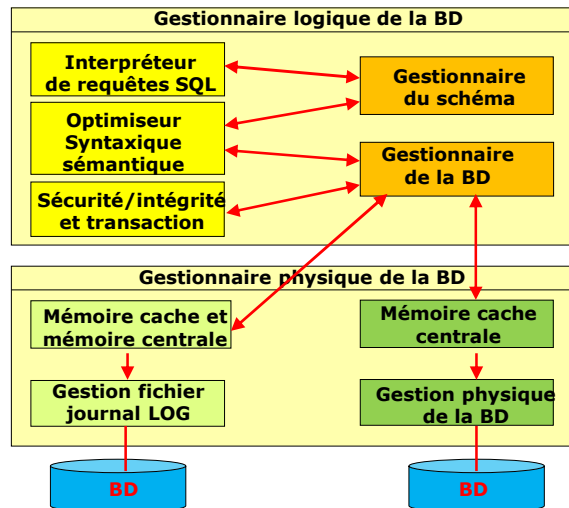 Gestionnaire logique de la BD
Interpréteur
de requêtes SQL
Gestionnaire
du schéma
Optimiseur
Syntaxique
sémantique
Gestionnaire
de la BD
Sécurité/intégrité
et transaction
Gestionnaire physique de la BD
Mémoire cache et
mémoire centrale
Mémoire cache
centrale
Gestion fichier
journal LOG
Gestion physique
de la BD
BD
BD